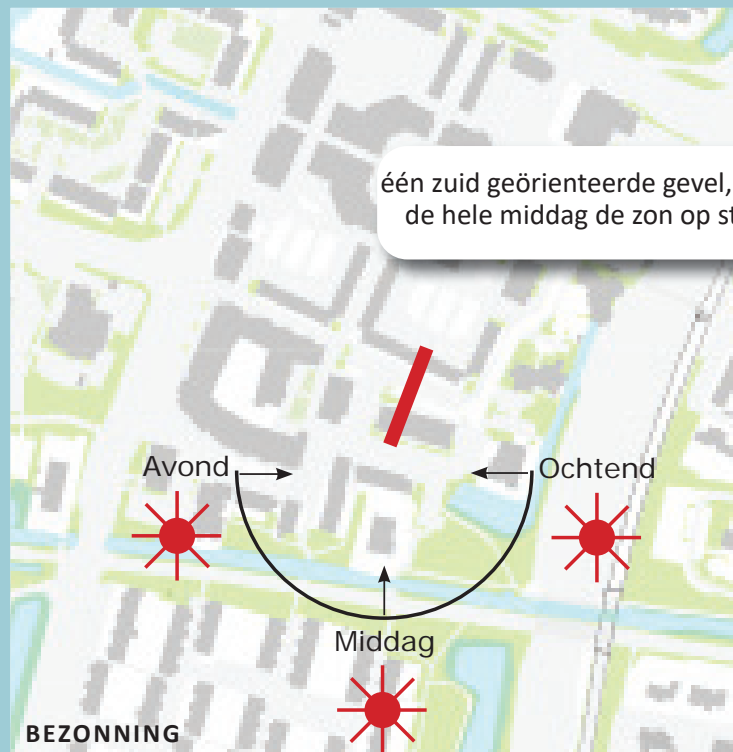 één zuid geörienteerde gevel,
de hele middag de zon op
Avond
Ochtend
Middag
BEZONNING